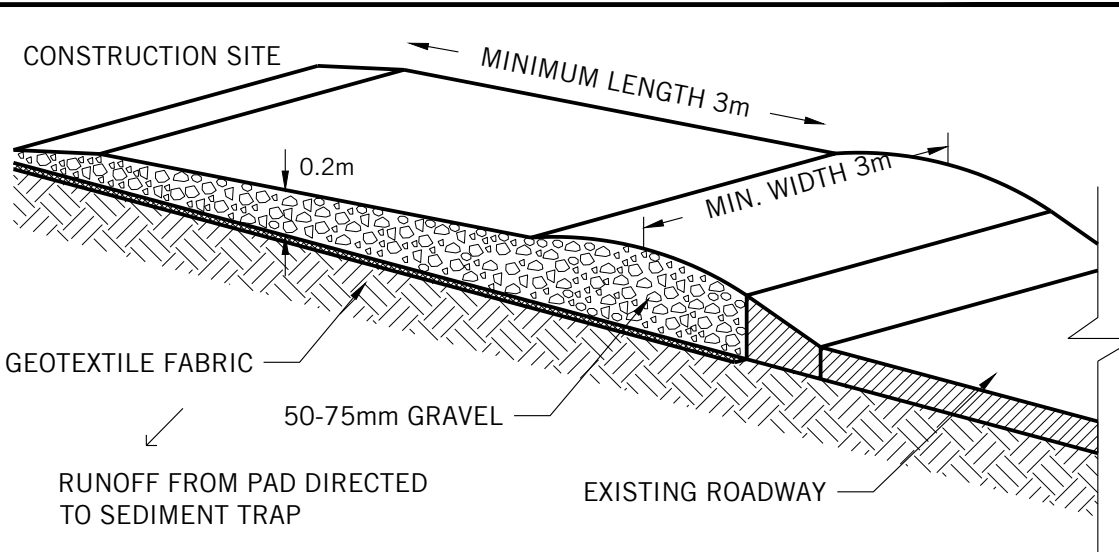 CONSTRUCTION SITE
MINIMUM LENGTH 3m
0.2m
MIN. WIDTH 3m
GEOTEXTILE FABRIC
50-75mm GRAVEL
RUNOFF FROM PAD DIRECTED
TO SEDIMENT TRAP
EXISTING ROADWAY